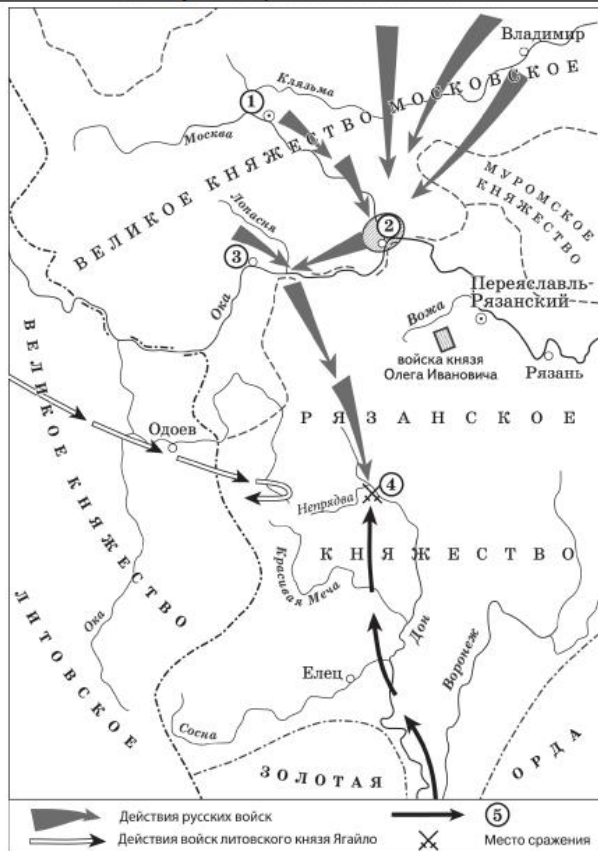 Владимир
Клязьма
1
Москва
ВЕЛИКОЕ КНЯЖЕСТВО МОСКОВСКОЕ
МУРОМСКОЕ
КНЯЖЕСТВО
Лопасня
2
3
Ока
Переяславль-
Рязанский
Вожа
войска князя
Олега Ивановича
Рязань
ВЕЛИКОЕ КНЯЖЕСТВО
ЛИТОВСКОЕ
Одоев
РЯЗАНСКОЕ
4
Непрядва
КНЯЖЕСТВО
Красивая Меча
Ока
Дон
Воронеж
Елец
Сосна
ЗОЛОТАЯ
ОРДА
Действия русских войск
5
Действия войск литовского князя Ягайло
Место сражения